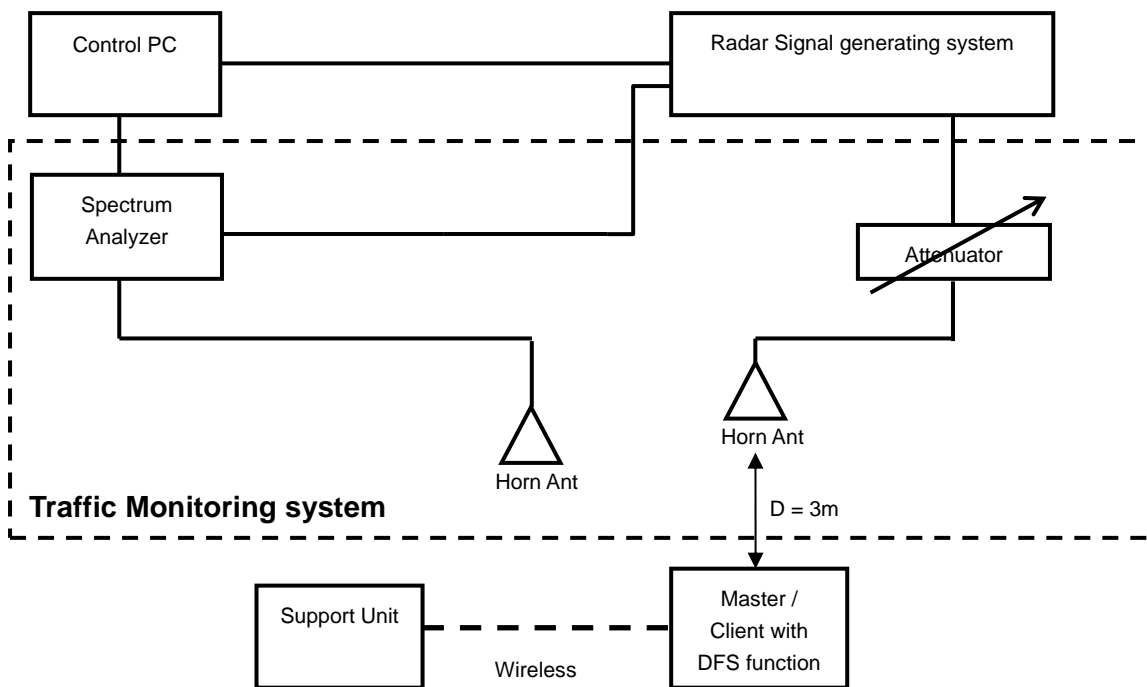 Control PC
Radar Signal generating system
Spectrum
Analyzer
Attenuator
Horn Ant
Horn Ant
Traffic Monitoring system
D = 3m
Support Unit
Wireless
Master /
Client with
DFS function